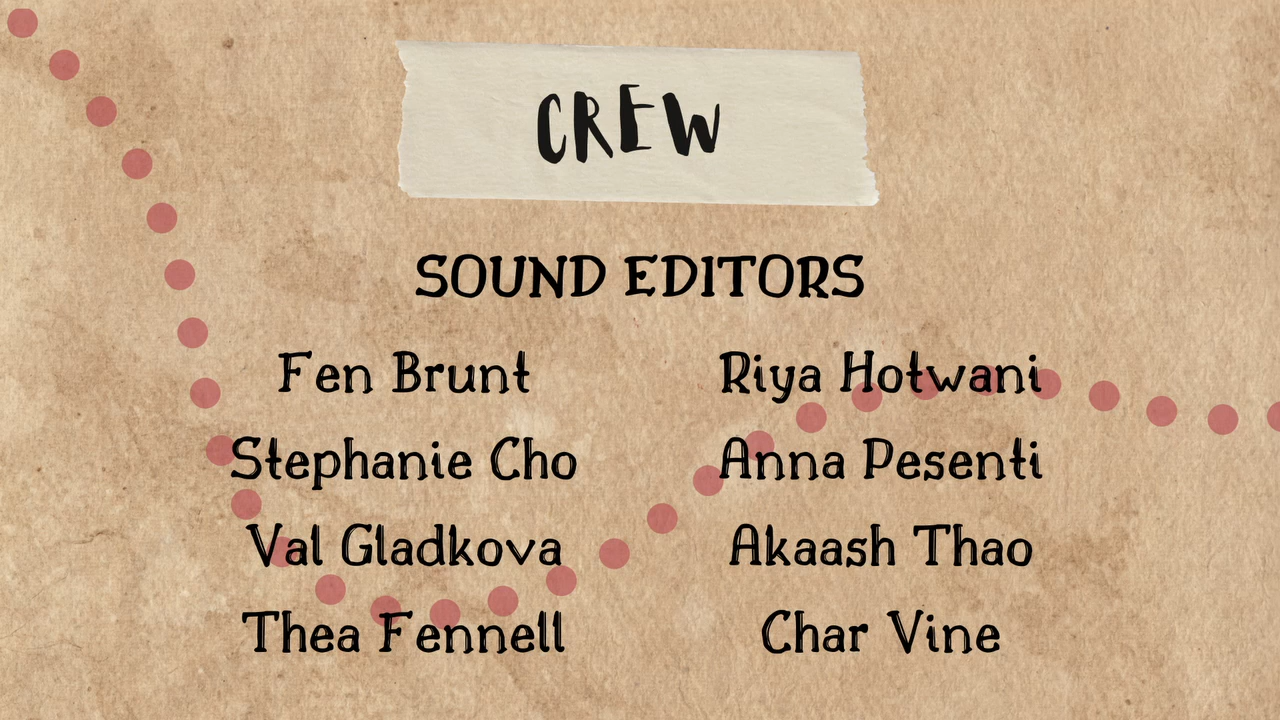 CREW
SOUND EDITORS
Fen Brunt
Stephanie Cho
Val Gladkova
Thea Fennell
Riya Hotwani
Anna Pesenti
Akaash Thao
Char Vine